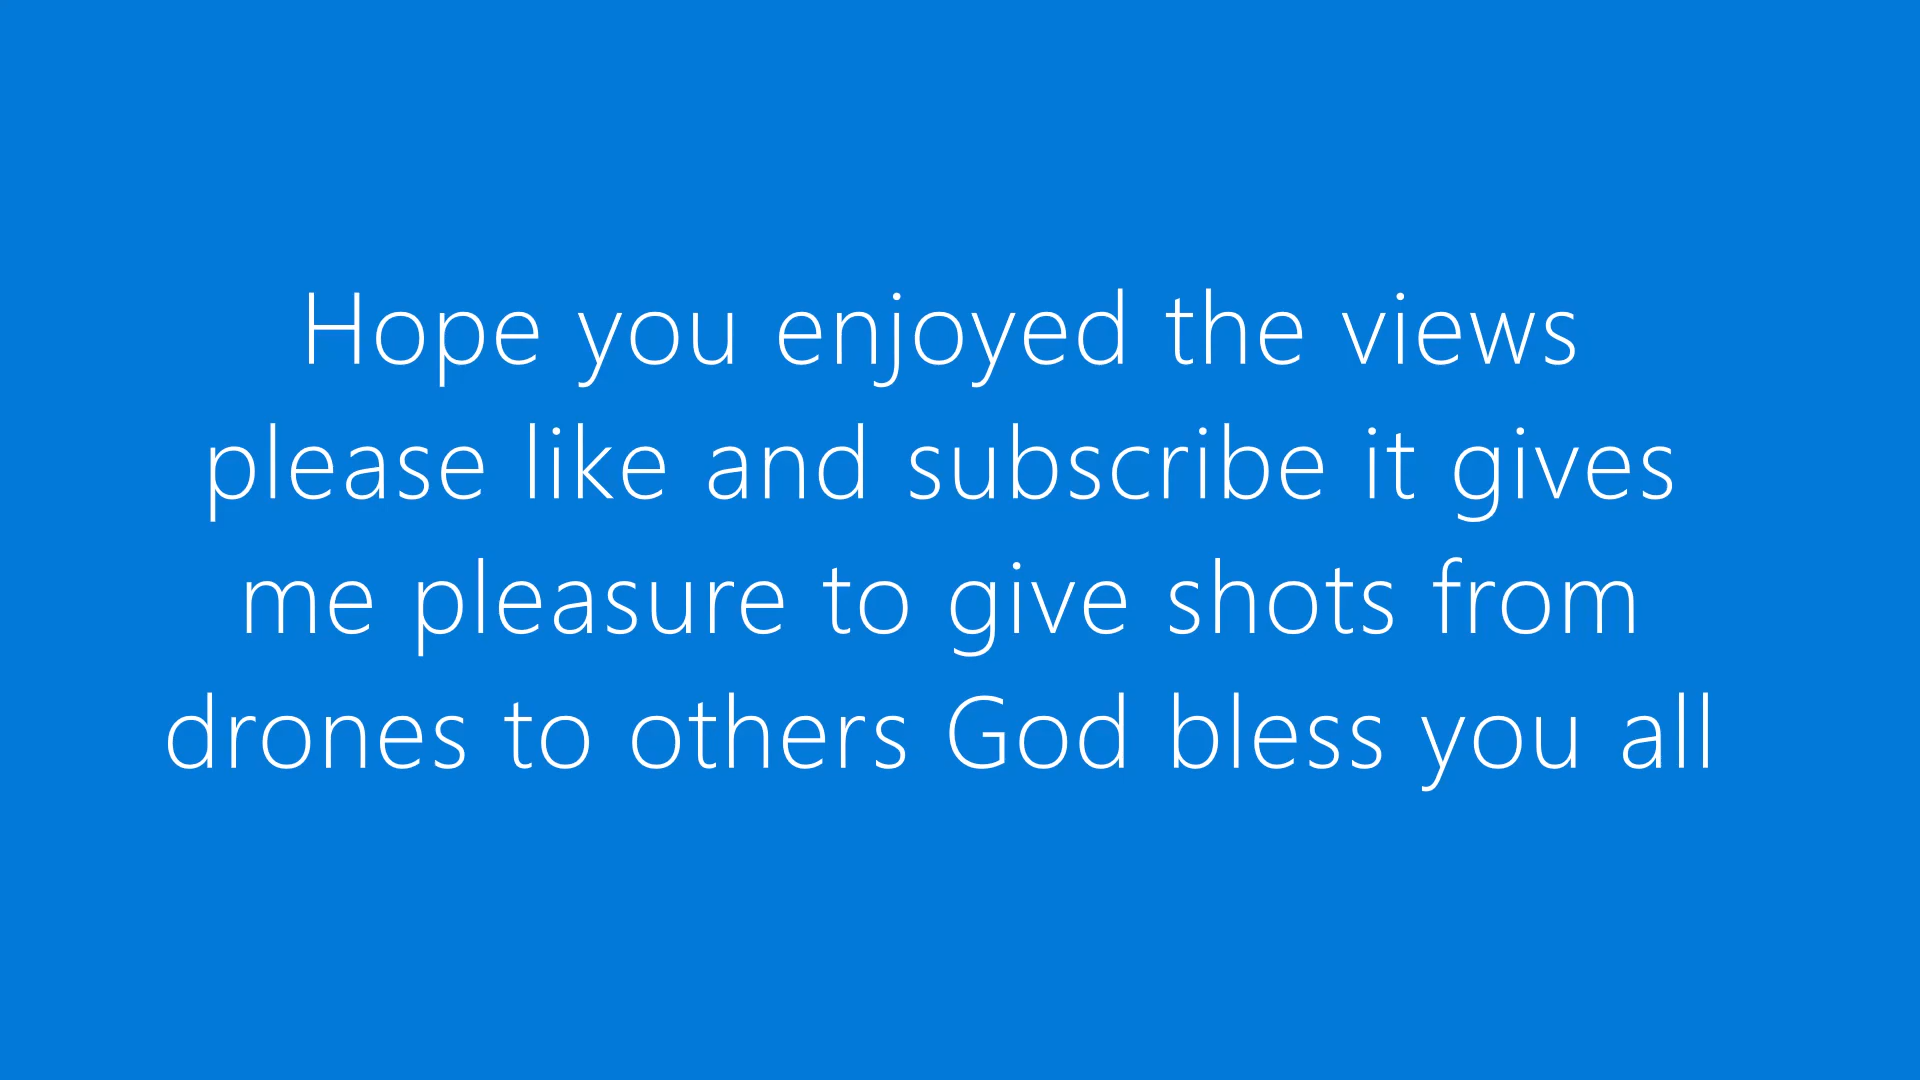 Hope you enjoyed the views
please like and subscribe it gives
me pleasure to give shots from
drones to others God bless you all